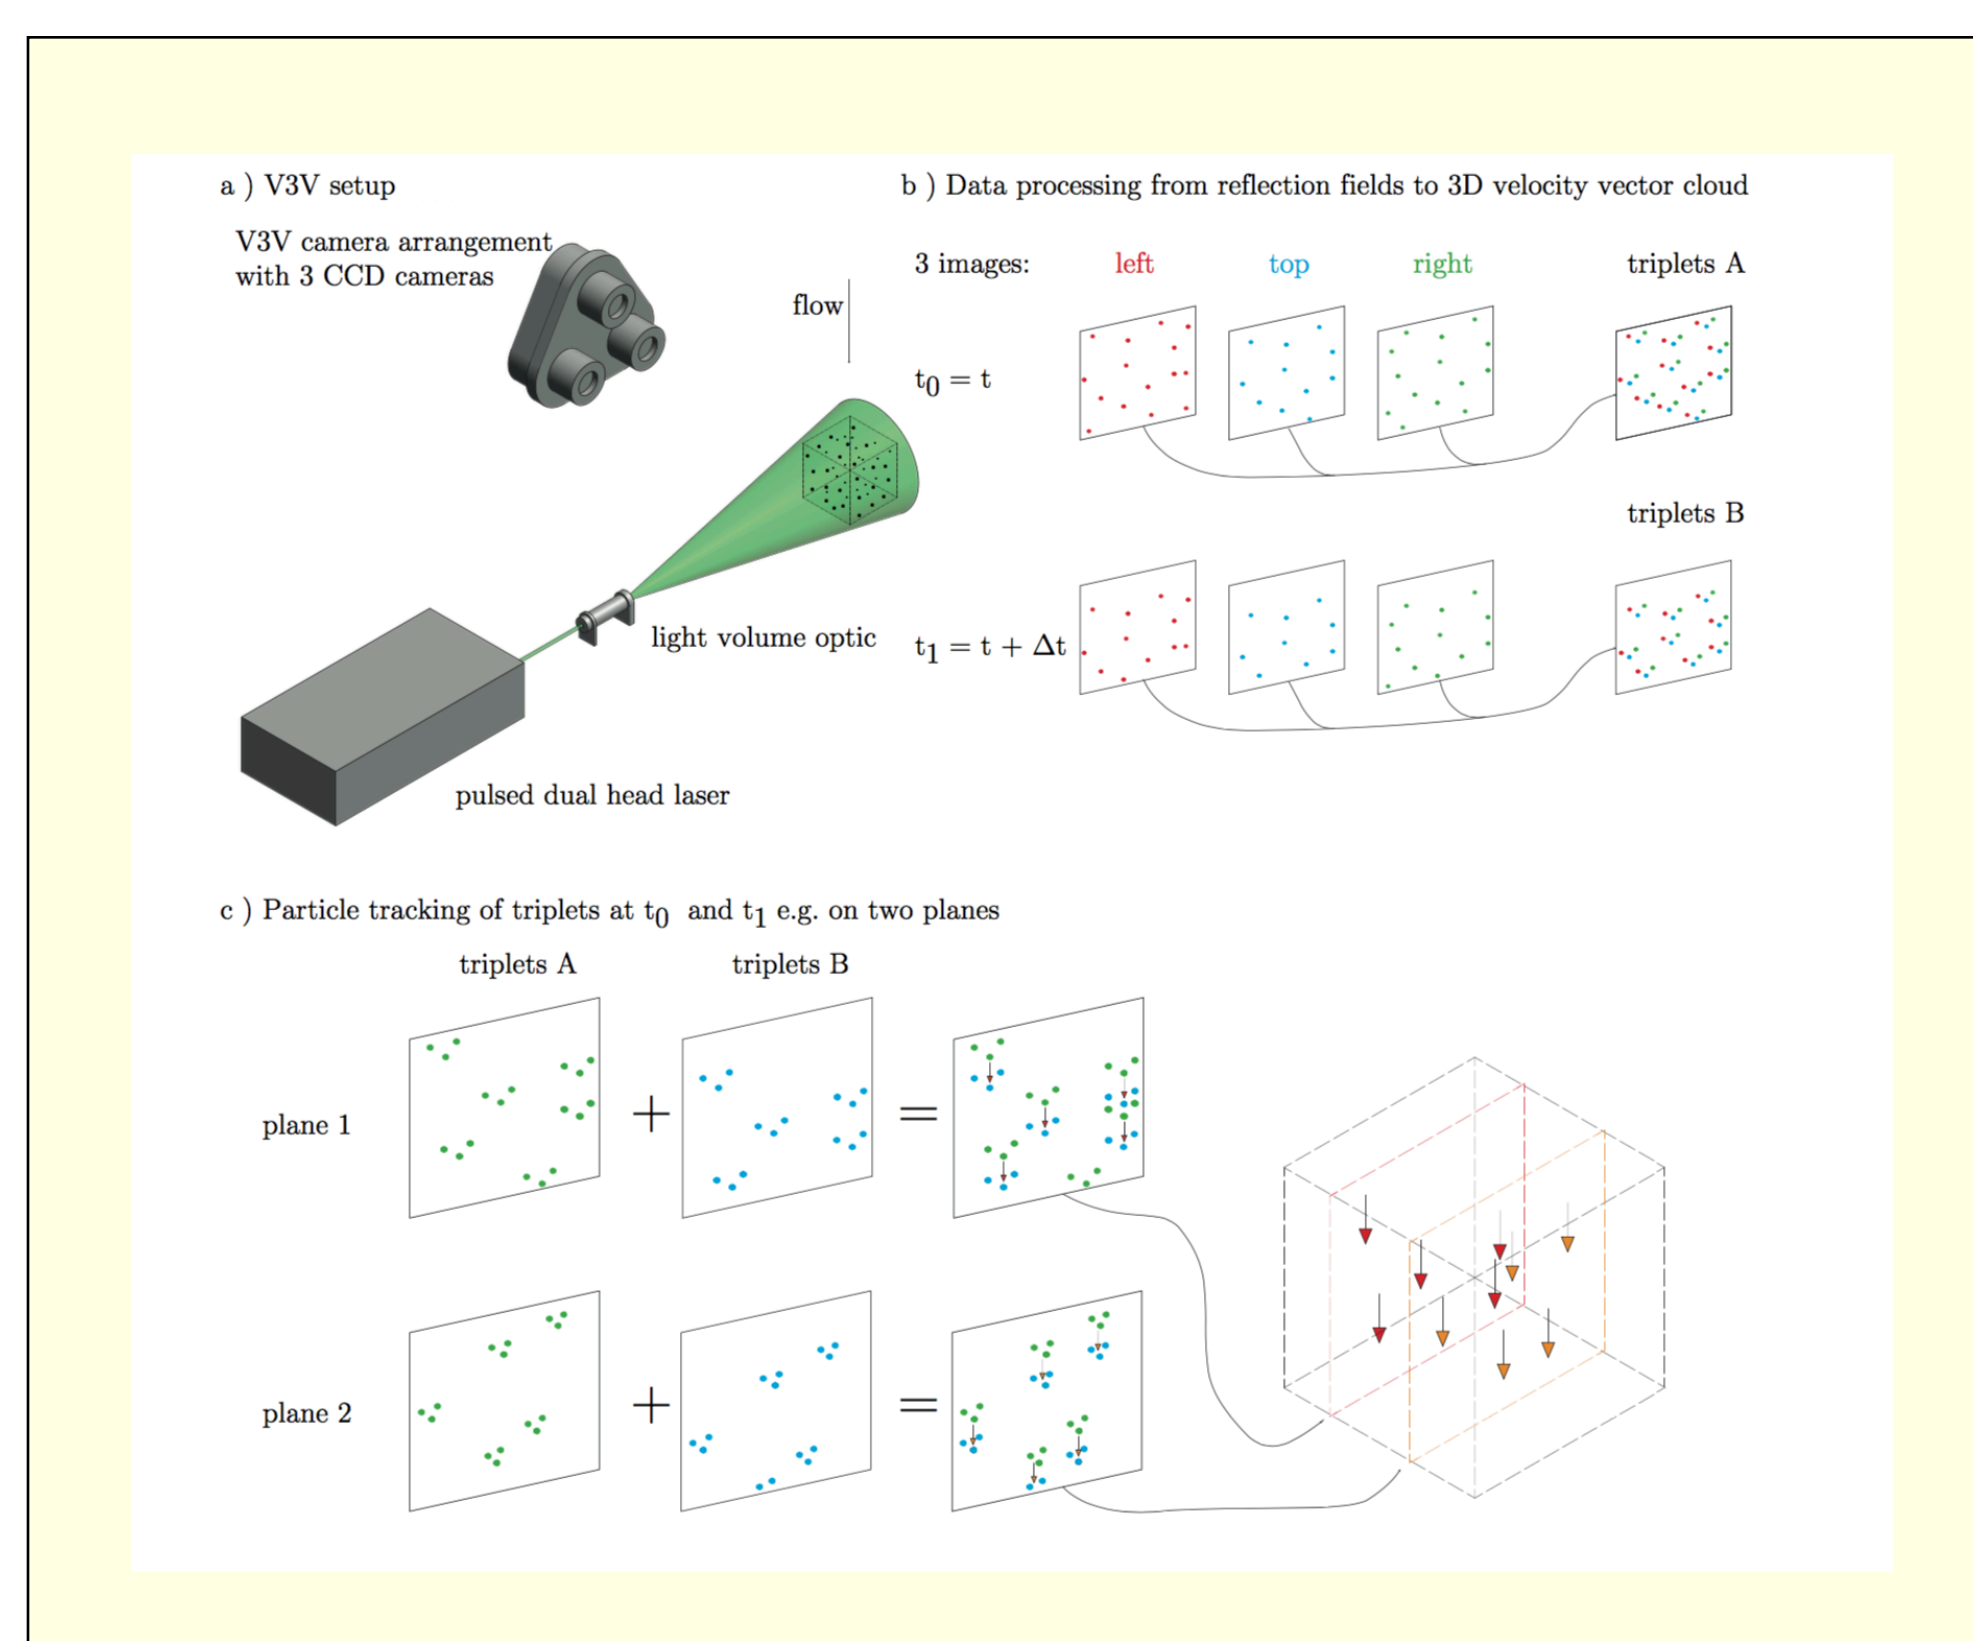 a ) V3V setup
V3V camera arrangement
with 3 CCD cameras
flow
light volume optic
pulsed dual head laser
b ) Data processing from reflection fields to 3D velocity vector cloud
3 images: left top right triplets A
t0 = t
triplets B
t1 = t + Δt
c ) Particle tracking of triplets at t0 and t1 e.g. on two planes
triplets A triplets B
plane 1 + =
plane 2 + =